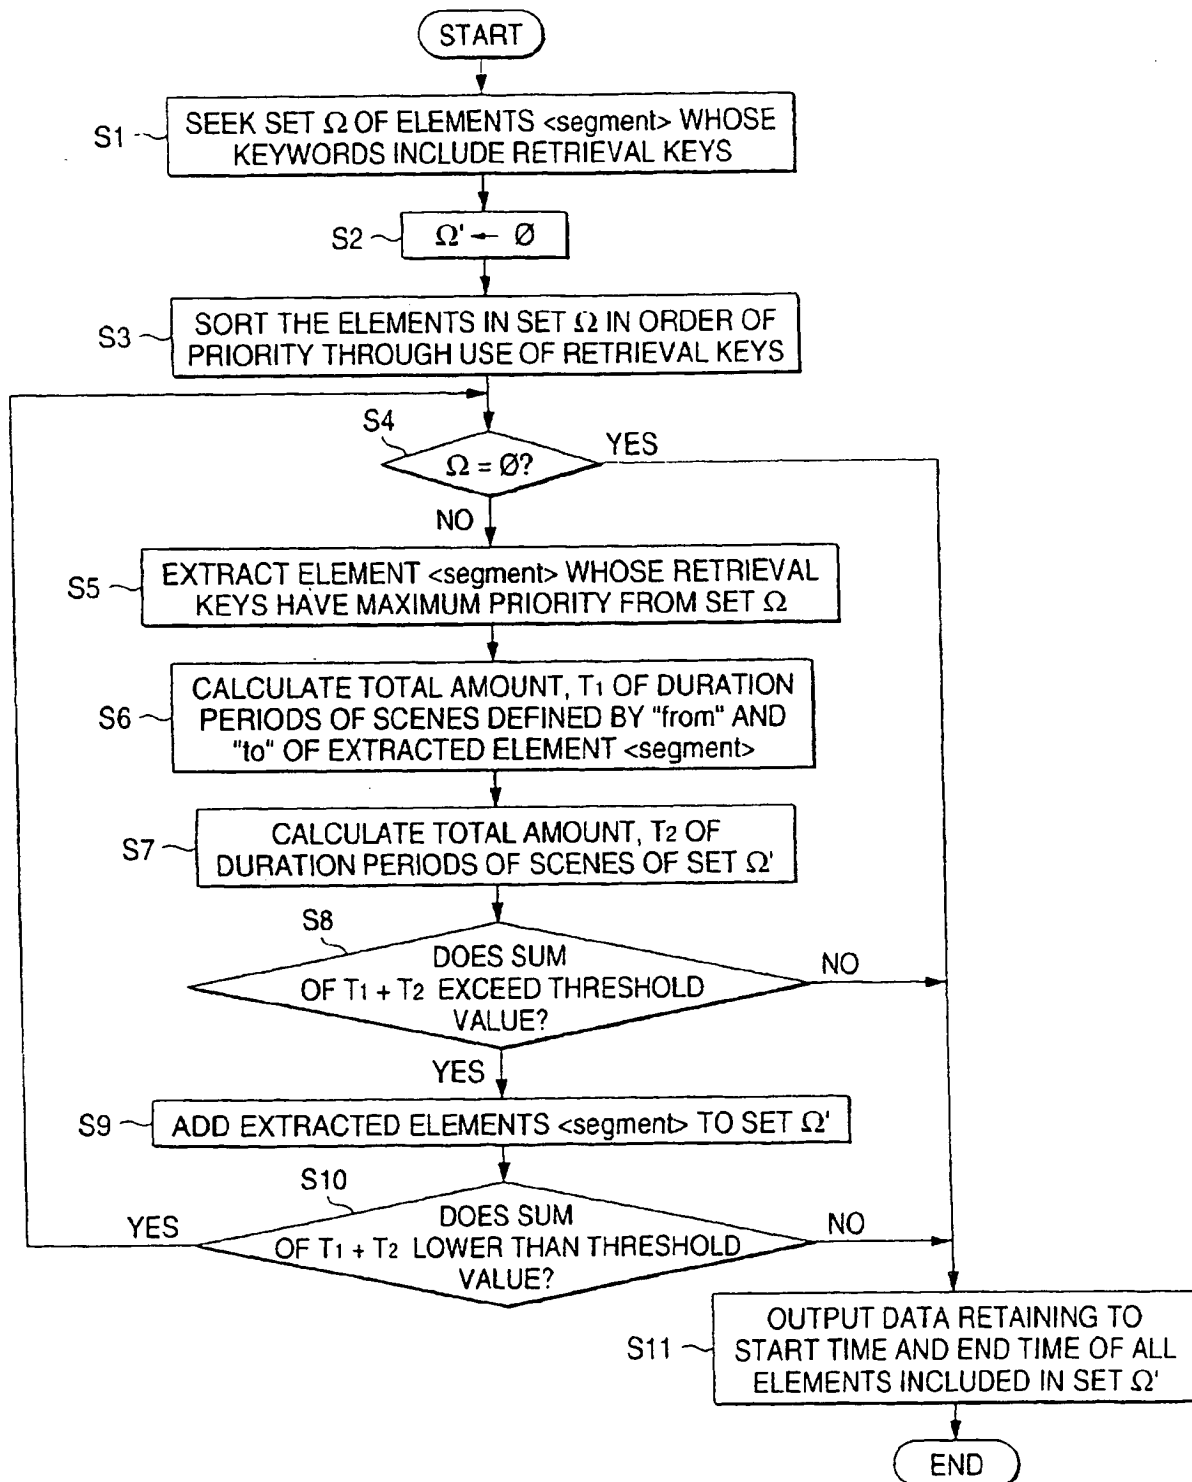 START
S1
SEEK SET Ω OF ELEMENTS <segment> WHOSE
KEYWORDS INCLUDE RETRIEVAL KEYS
S2
Ω' ← Ø
S3
SORT THE ELEMENTS IN SET Ω IN ORDER OF
PRIORITY THROUGH USE OF RETRIEVAL KEYS
S4
YES
Ω = Ø?
NO
S5
EXTRACT ELEMENT <segment> WHOSE RETRIEVAL
KEYS HAVE MAXIMUM PRIORITY FROM SET Ω
S6
CALCULATE TOTAL AMOUNT, T1 OF DURATION
PERIODS OF SCENES DEFINED BY "from" AND
"to" OF EXTRACTED ELEMENT <segment>
S7
CALCULATE TOTAL AMOUNT, T2 OF
DURATION PERIODS OF SCENES OF SET Ω'
S8
DOES SUM
OF T1 + T2 EXCEED THRESHOLD
VALUE?
NO
YES
S9
ADD EXTRACTED ELEMENTS <segment> TO SET Ω'
S10
YES
DOES SUM
OF T1 + T2 LOWER THAN THRESHOLD
VALUE?
NO
S11
OUTPUT DATA RETAINING TO
START TIME AND END TIME OF ALL
ELEMENTS INCLUDED IN SET Ω'
END